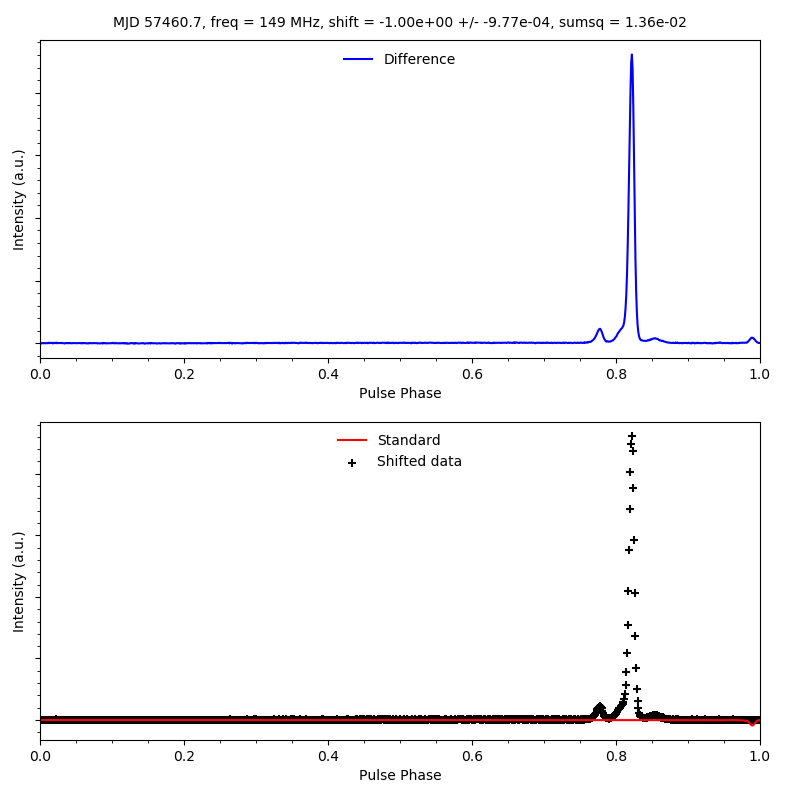 MJD 57460.7, freq = 149 MHz, shift = -1.00e+00 +/- -9.77e-04, sumsq = 1.36e-02
Difference
Intensity (a.u.)
0.0 0.2 0.4 0.6 0.8 1.0
Pulse Phase
Standard
Shifted data
Intensity (a.u.)
0.0 0.2 0.4 0.6 0.8 1.0
Pulse Phase